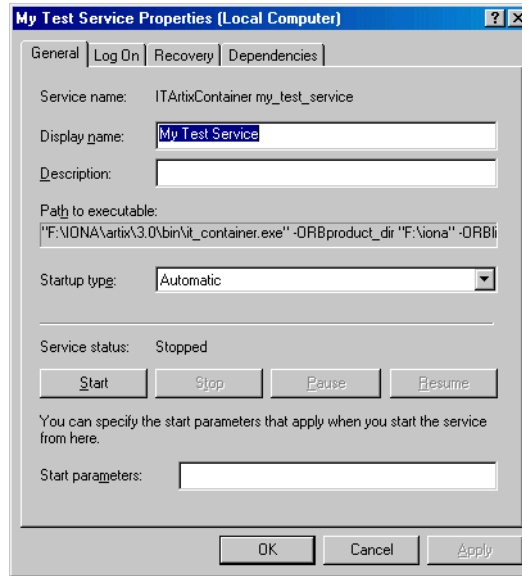 My Test Service Properties (Local Computer)
General Log On Recovery Dependencies
Service name: ITArtixContainer my_test_service
Display name: My Test Service
Description:
Path to executable:
"F:\IONA\artix\3.0\bin\it_container.exe" -ORBproduct_dir "F:\iona" -ORBli
Startup type: Automatic
Service status: Stopped
Start Stop Pause Resume
You can specify the start parameters that apply when you start the service
from here.
Start parameters:
OK Cancel Apply